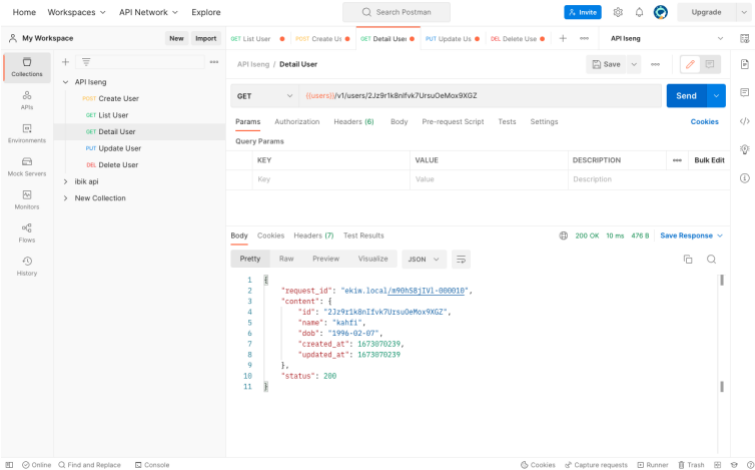 Home Workspaces API Network Explore Search Postman Invite Upgrade
My Workspace New Import GET List User POST Create Us GET Detail User PUT Update Us DEL Delete Use API Iseng
Collections
APIs
Environments
Mock Servers
Monitors
Flows
History
API Iseng
POST Create User
GET List User
GET Detail User
PUT Update User
DEL Delete User
ibik api
New Collection
API Iseng / Detail User Save
GET {{users}}/v1/users/2Jz9r1k8nIfvk7UrsuOeMox9XGZ Send
Params Authorization Headers (6) Body Pre-request Script Tests Settings Cookies
Query Params
KEY VALUE DESCRIPTION Bulk Edit
Key Value Description
Body Cookies Headers (7) Test Results 200 OK 10 ms 476 B Save Response
Pretty Raw Preview Visualize JSON
1 {
2 "request_id": "ekim.local/m90hS8jIVl-000010",
3 "content": {
4 "id": "2Jz9r1k8nIfvk7UrsuOeMox9XGZ",
5 "name": "kahfi",
6 "dob": "1996-02-07",
7 "created_at": 1673070239,
8 "updated_at": 1673070239
9 },
10 "status": 200
11 }
Online Find and Replace Console Cookies Capture requests Runner Trash